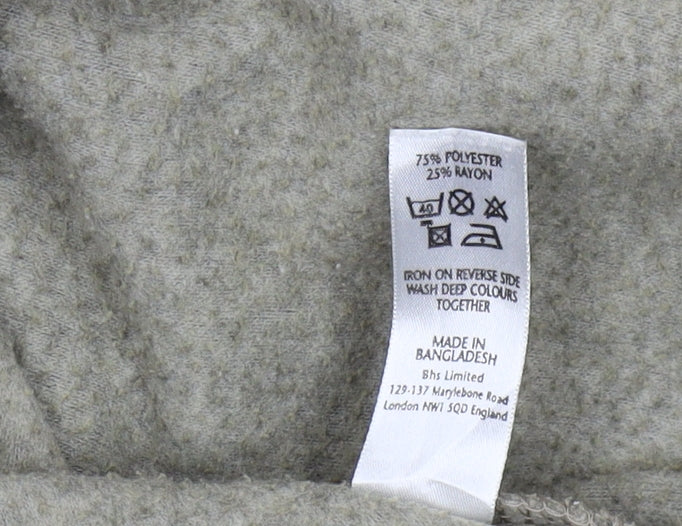 75% POLYESTER
25% RAYON
40
IRON ON REVERSE SIDE
WASH DEEP COLOURS
TOGETHER
MADE IN
BANGLADESH
Bhs Limited
129-137 Marylebone Road
London NW1 5QD England